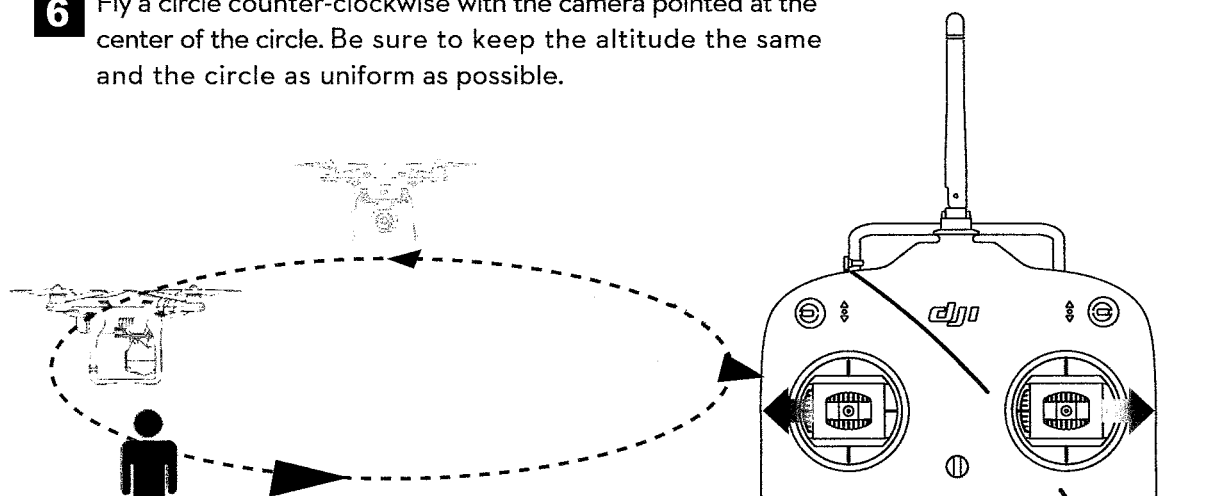 6 Fly a circle counter-clockwise with the camera pointed at the
center of the circle. Be sure to keep the altitude the same
and the circle as uniform as possible.
dji